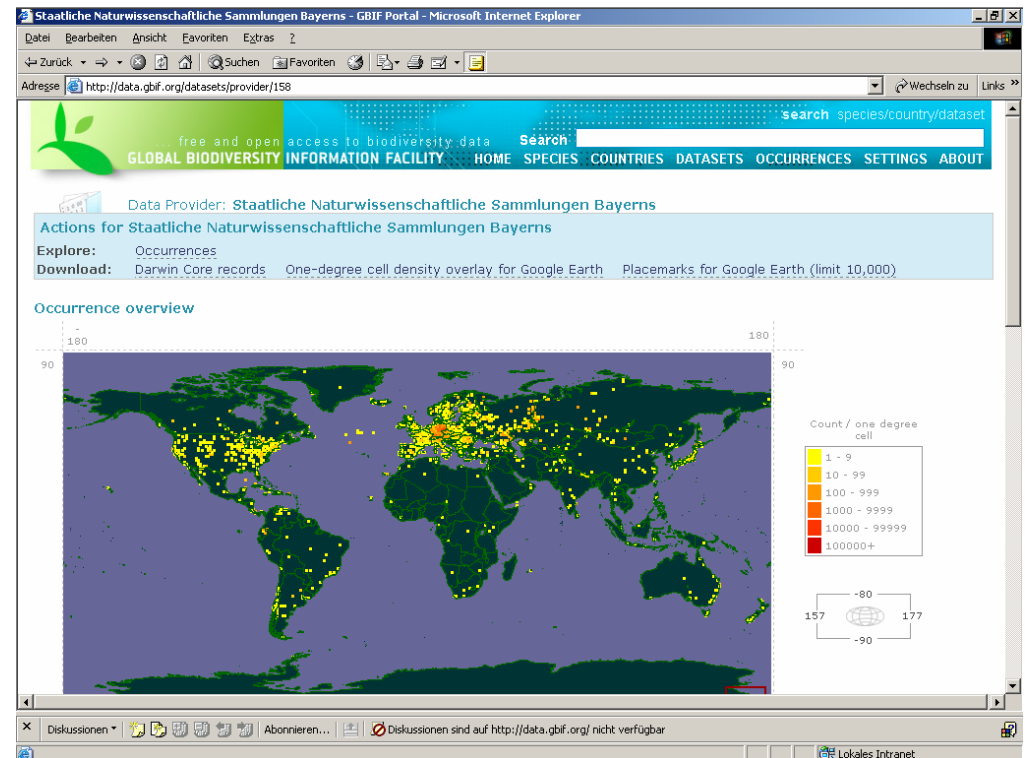 Staatliche Naturwissenschaftliche Sammlungen Bayerns - GBIF Portal - Microsoft Internet Explorer
Datei Bearbeiten Ansicht Favoriten Extras ?
Zurück Suchen Favoriten
Adresse http://data.gbif.org/datasets/provider/158 Wechseln zu Links »
search species/country/dataset
... free and open access to biodiversity data Search
GLOBAL BIODIVERSITY INFORMATION FACILITY HOME SPECIES COUNTRIES DATASETS OCCURRENCES SETTINGS ABOUT
Data Provider: Staatliche Naturwissenschaftliche Sammlungen Bayerns
Actions for Staatliche Naturwissenschaftliche Sammlungen Bayerns
Explore: Occurrences
Download: Darwin Core records One-degree cell density overlay for Google Earth Placemarks for Google Earth (limit 10,000)
Occurrence overview
-
180 180
90 90
Count / one degree
cell
1 - 9
10 - 99
100 - 999
1000 - 9999
10000 - 99999
100000+
-80
157 177
-90
Diskussionen Abonnieren... Diskussionen sind auf http://data.gbif.org/ nicht verfügbar
Lokales Intranet